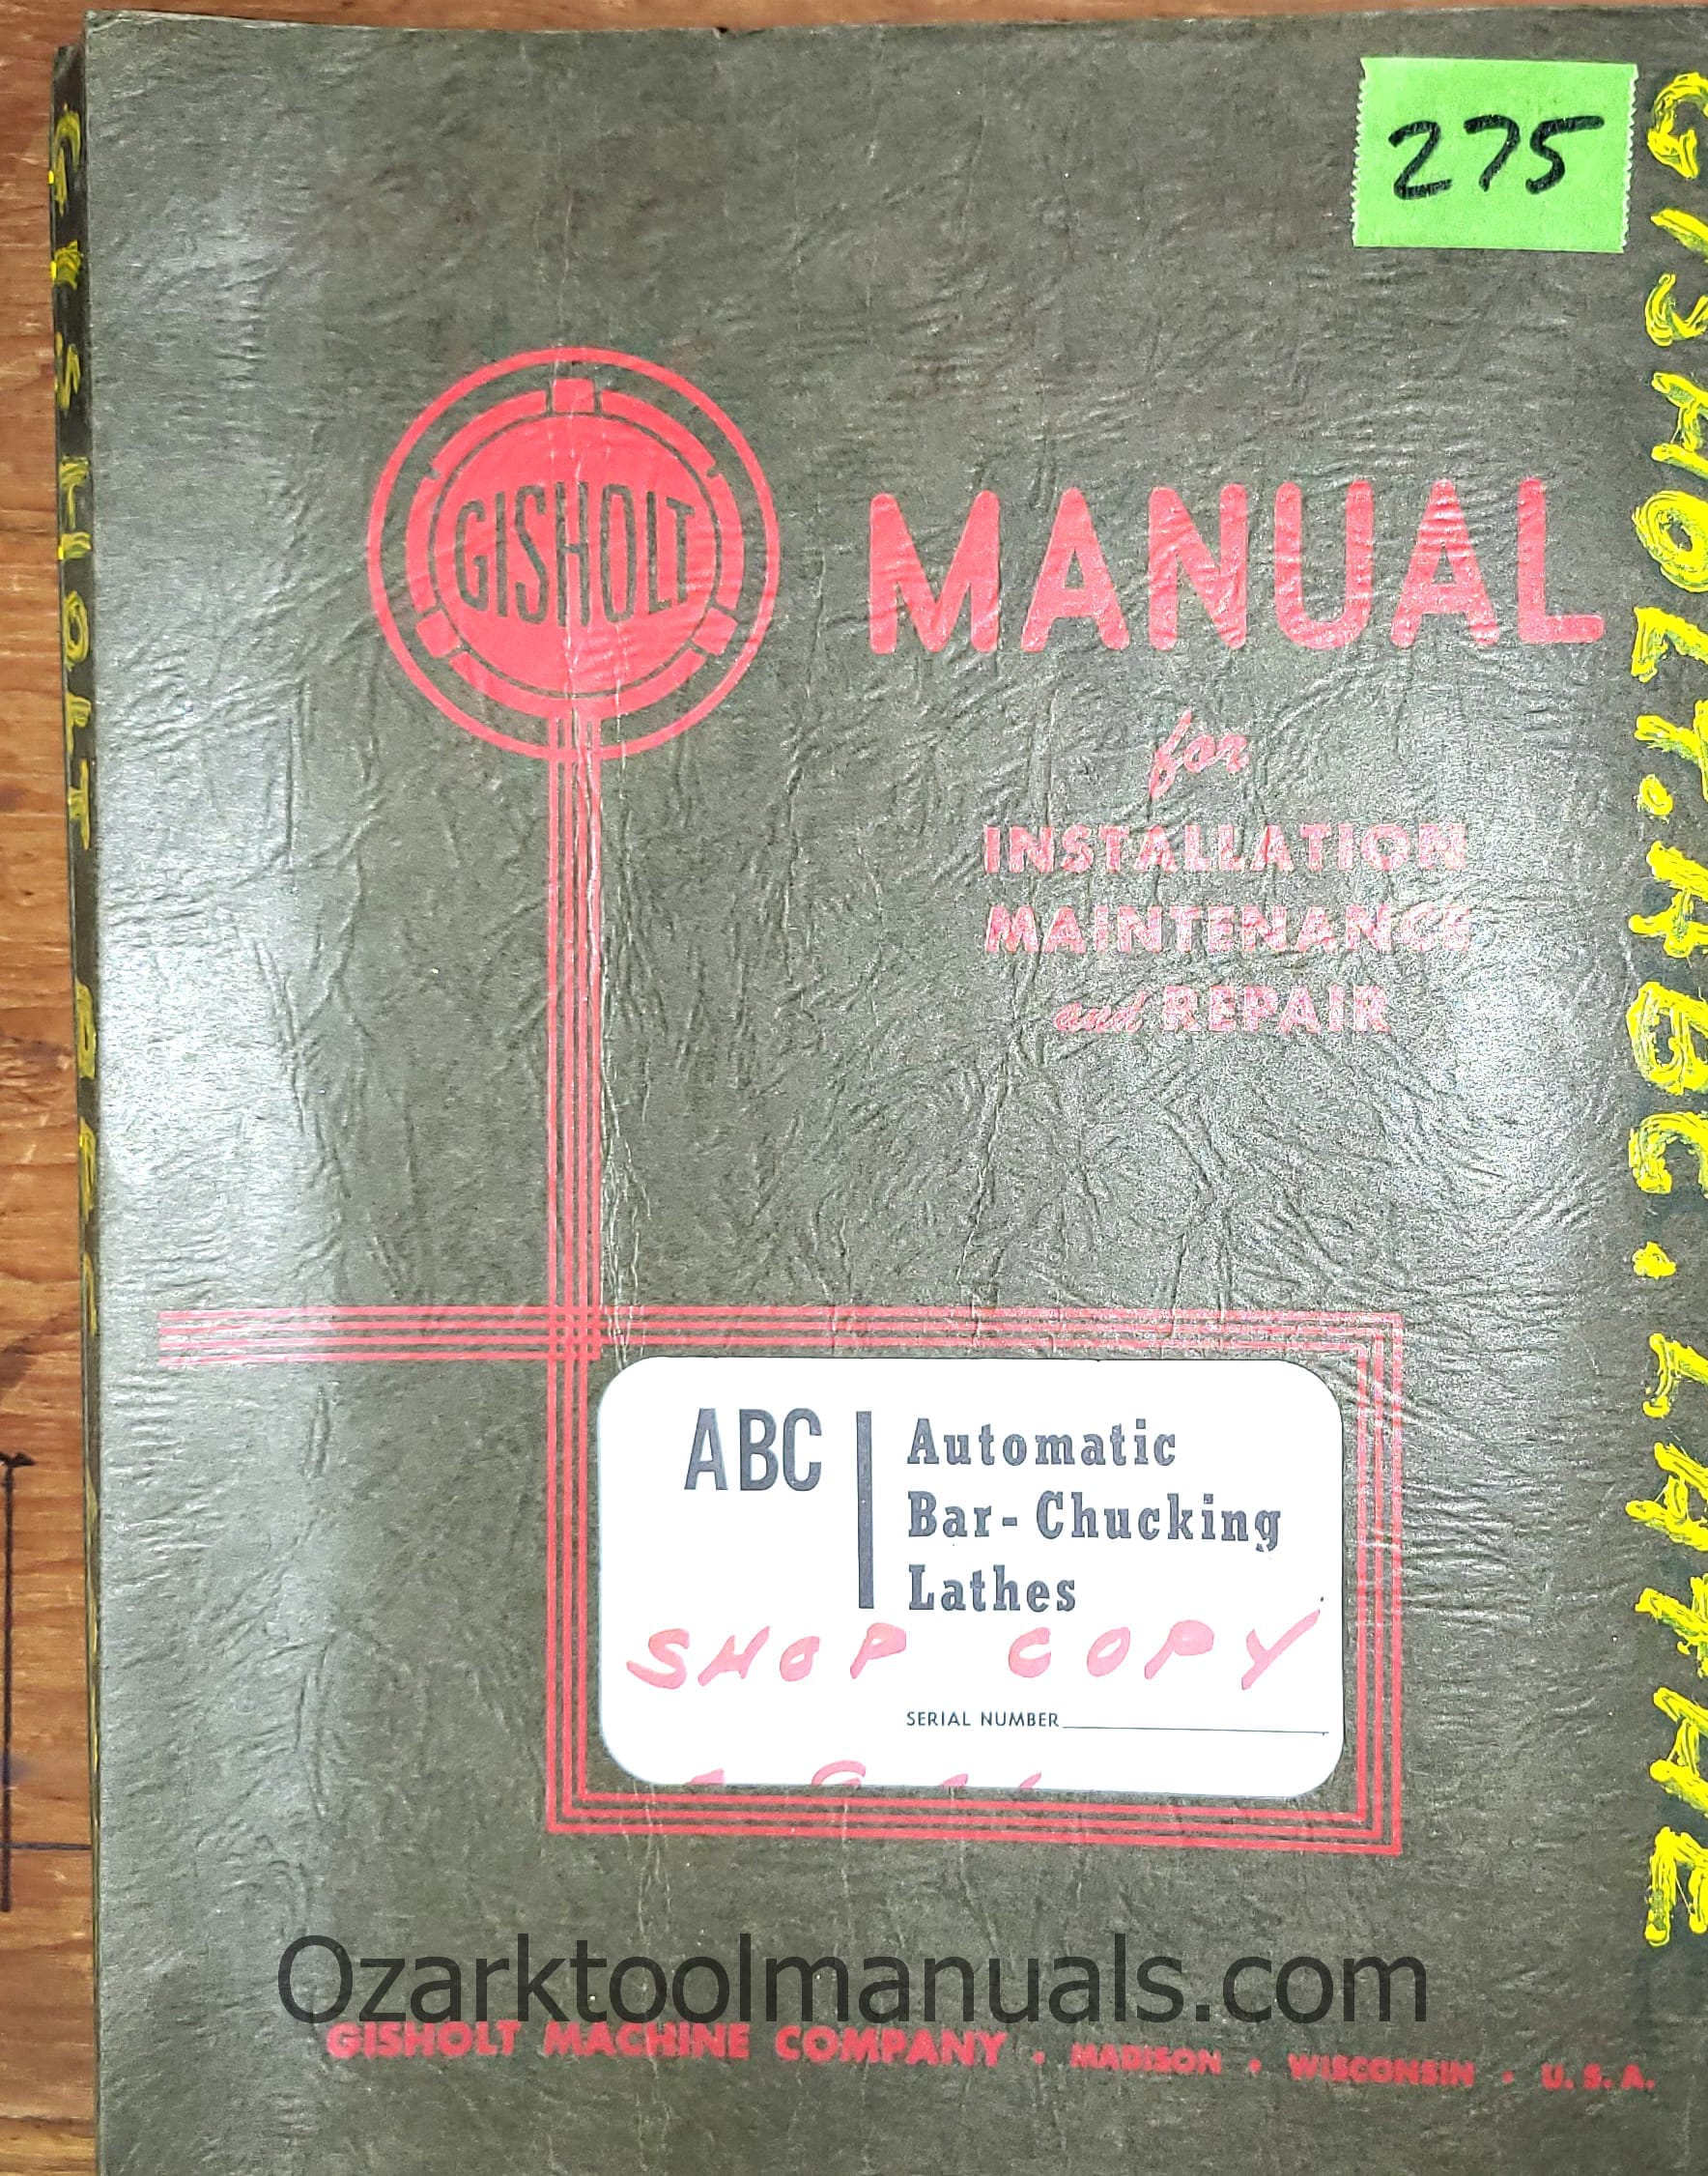 275
GISHOLT
MANUAL
for
INSTALLATION
MAINTENANCE
and REPAIR
ABC
Automatic
Bar-Chucking
Lathes
SHOP COPY
SERIAL NUMBER
Ozarktoolmanuals.com
GISHOLT MACHINE COMPANY • MADISON • WISCONSIN • U.S.A.
GISHOLT